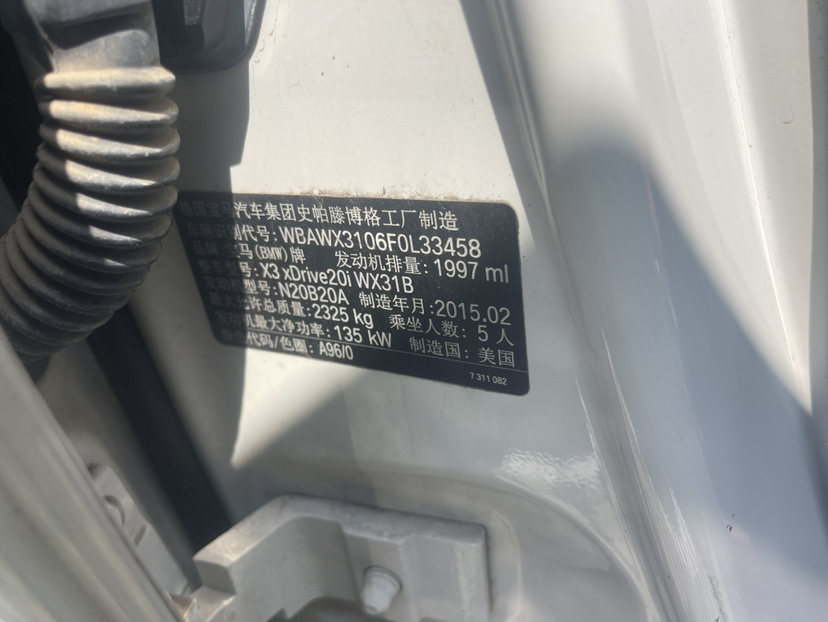 德国宝马汽车集团史帕滕博格工厂制造
车辆识别代号: WBAWX3106F0L33458
品牌: 宝马(BMW)牌 发动机排量: 1997 ml
整车型号: X3 xDrive20i WX31B
发动机型号: N20B20A 制造年月: 2015.02
最大允许总质量: 2325 kg 乘坐人数: 5 人
发动机最大净功率: 135 kW 制造国: 美国
代码/色圈: A96/0
7 311 082